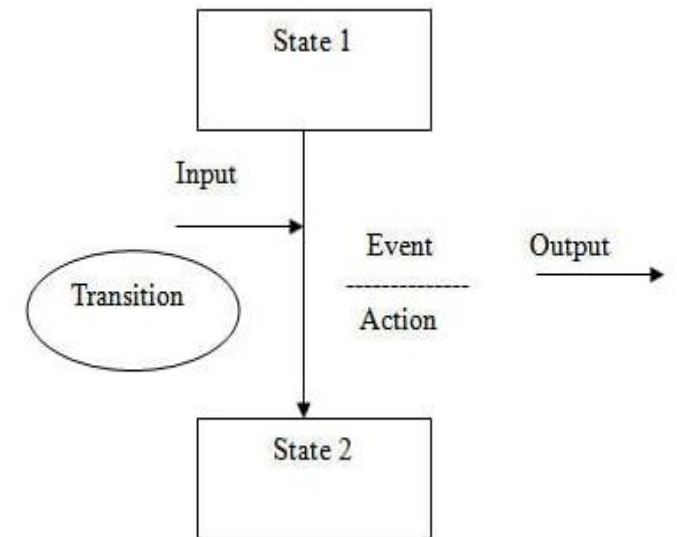 State 1
Input
Event
Output
Transition
Action
State 2